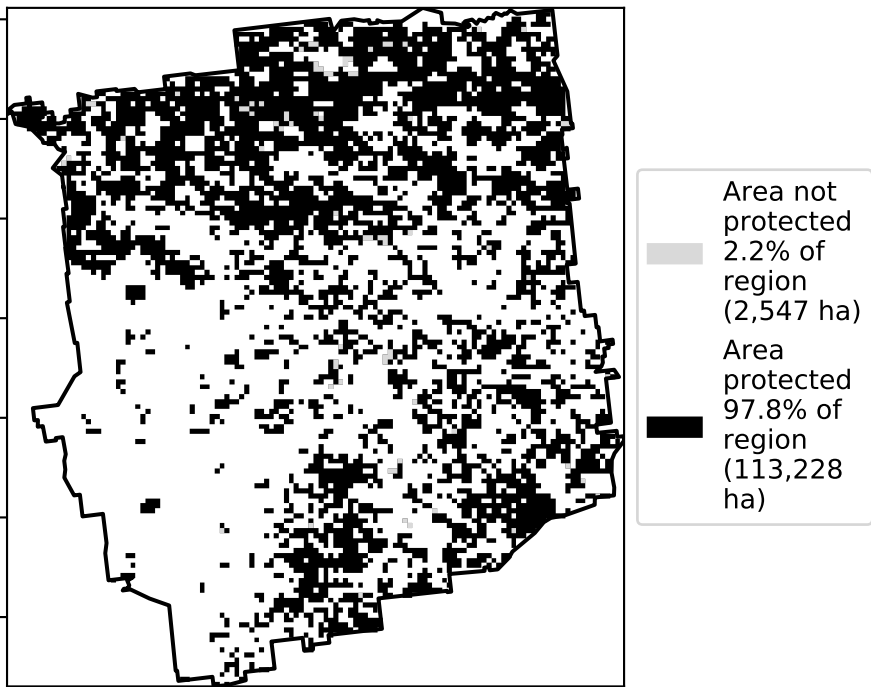 Area not
protected
2.2% of
region
(2,547 ha)
Area
protected
97.8% of
region
(113,228
ha)